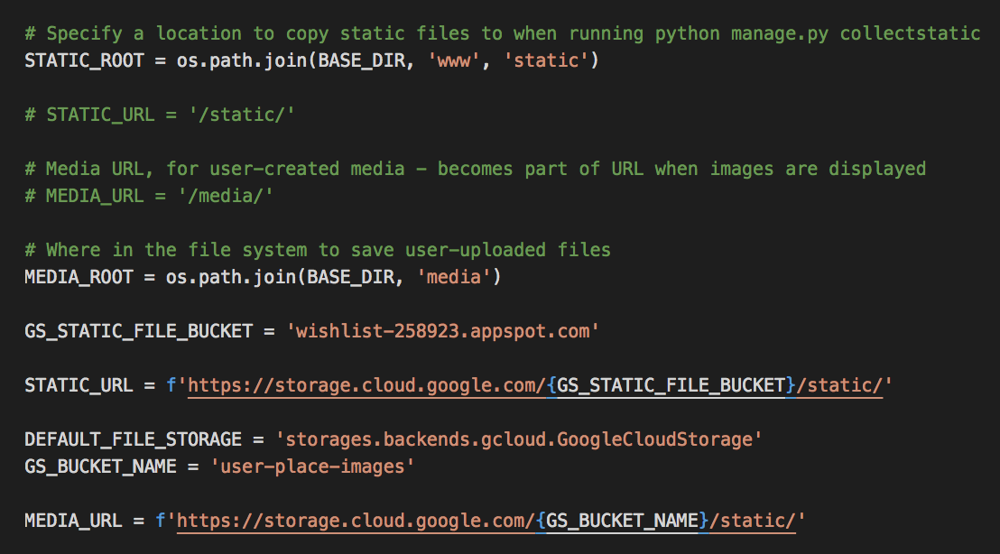 # Specify a location to copy static files to when running python manage.py collectstatic
STATIC_ROOT = os.path.join(BASE_DIR, 'www', 'static')
# STATIC_URL = '/static/'
# Media URL, for user-created media - becomes part of URL when images are displayed
# MEDIA_URL = '/media/'
# Where in the file system to save user-uploaded files
MEDIA_ROOT = os.path.join(BASE_DIR, 'media')
GS_STATIC_FILE_BUCKET = 'wishlist-258923.appspot.com'
STATIC_URL = f'https://storage.cloud.google.com/{GS_STATIC_FILE_BUCKET}/static/'
DEFAULT_FILE_STORAGE = 'storages.backends.gcloud.GoogleCloudStorage'
GS_BUCKET_NAME = 'user-place-images'
MEDIA_URL = f'https://storage.cloud.google.com/{GS_BUCKET_NAME}/static/'